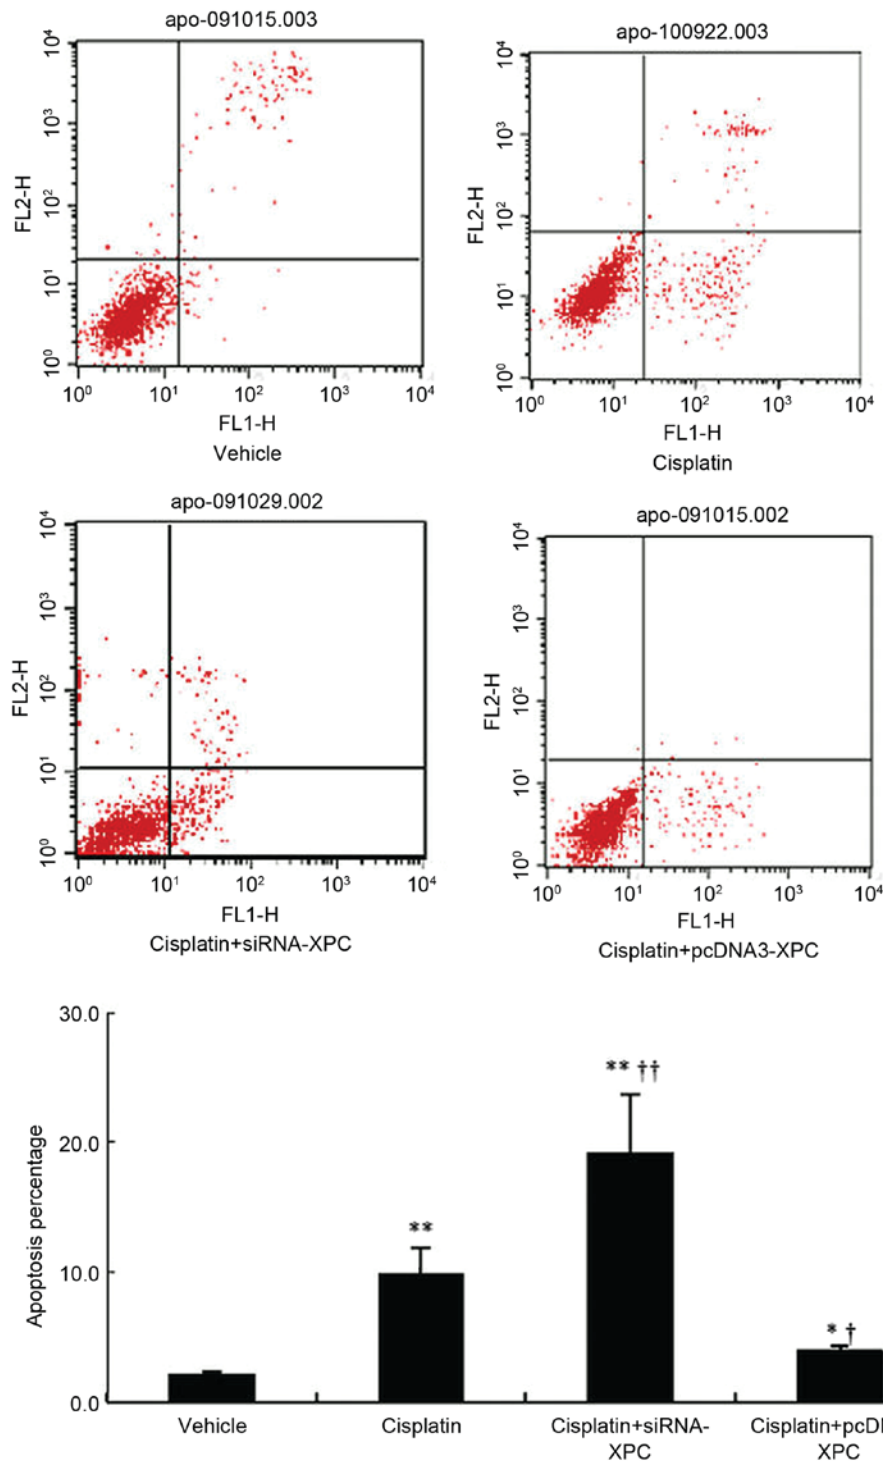 apo-091015.003
10⁴
10³
10²
10¹
10⁰
FL2-H
10⁰ 10¹ 10² 10³ 10⁴
FL1-H
Vehicle
apo-100922.003
10⁴
10³
10²
10¹
10⁰
FL2-H
10⁰ 10¹ 10² 10³ 10⁴
FL1-H
Cisplatin
apo-091029.002
10⁴
10³
10²
10¹
10⁰
FL2-H
10⁰ 10¹ 10² 10³ 10⁴
FL1-H
Cisplatin+siRNA-XPC
apo-091015.002
10⁴
10³
10²
10¹
10⁰
FL2-H
10⁰ 10¹ 10² 10³ 10⁴
FL1-H
Cisplatin+pcDNA3-XPC
30.0
20.0
10.0
0.0
Apoptosis percentage
**
** ††
* †
Vehicle
Cisplatin
Cisplatin+siRNA-
XPC
Cisplatin+pcD
XPC